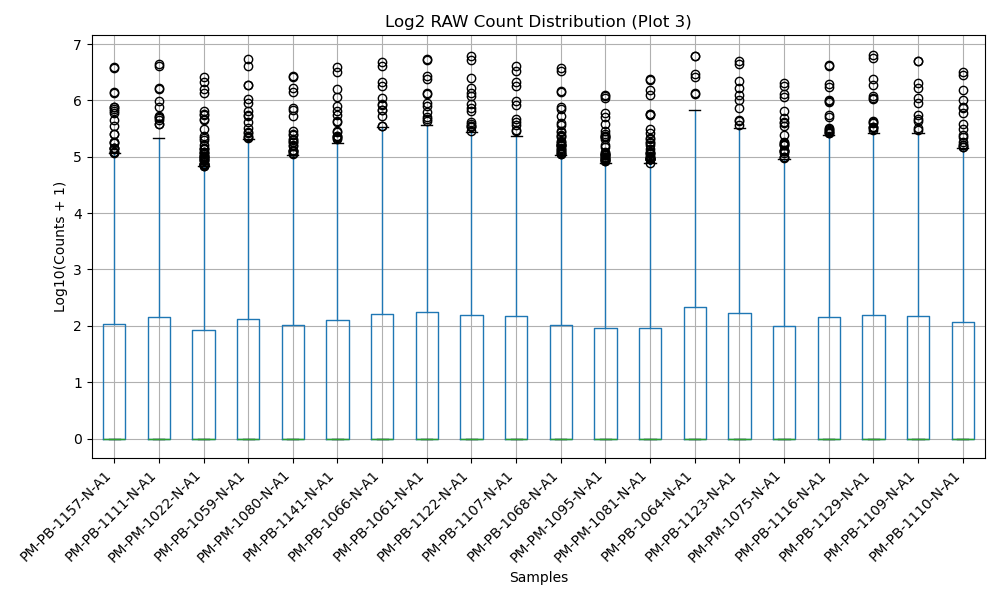 Log2 RAW Count Distribution (Plot 3)
Log10(Counts + 1)
7
6
5
4
3
2
1
0
PM-PB-1157-N-A1
PM-PB-1111-N-A1
PM-PM-1022-N-A1
PM-PB-1059-N-A1
PM-PM-1080-N-A1
PM-PB-1141-N-A1
PM-PB-1066-N-A1
PM-PB-1061-N-A1
PM-PB-1122-N-A1
PM-PB-1107-N-A1
PM-PB-1068-N-A1
PM-PM-1095-N-A1
PM-PM-1081-N-A1
PM-PB-1064-N-A1
PM-PB-1123-N-A1
PM-PM-1075-N-A1
PM-PB-1116-N-A1
PM-PB-1129-N-A1
PM-PB-1109-N-A1
PM-PB-1110-N-A1
Samples